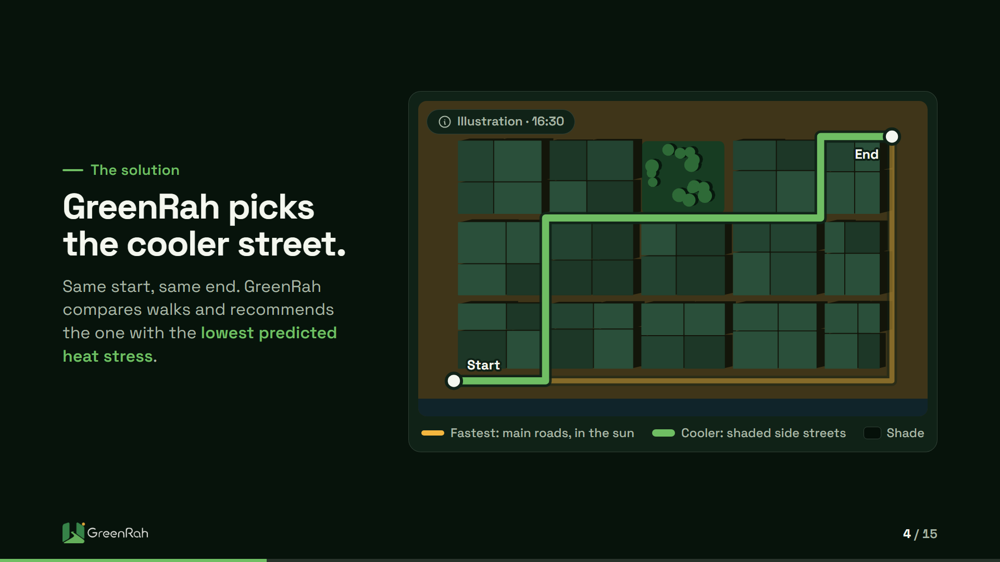 The solution
GreenRah picks
the cooler street.
Same start, same end. GreenRah
compares walks and recommends
the one with the lowest predicted
heat stress.
Illustration · 16:30
End
Start
Fastest: main roads, in the sun
Cooler: shaded side streets
Shade
GreenRah
4 / 15